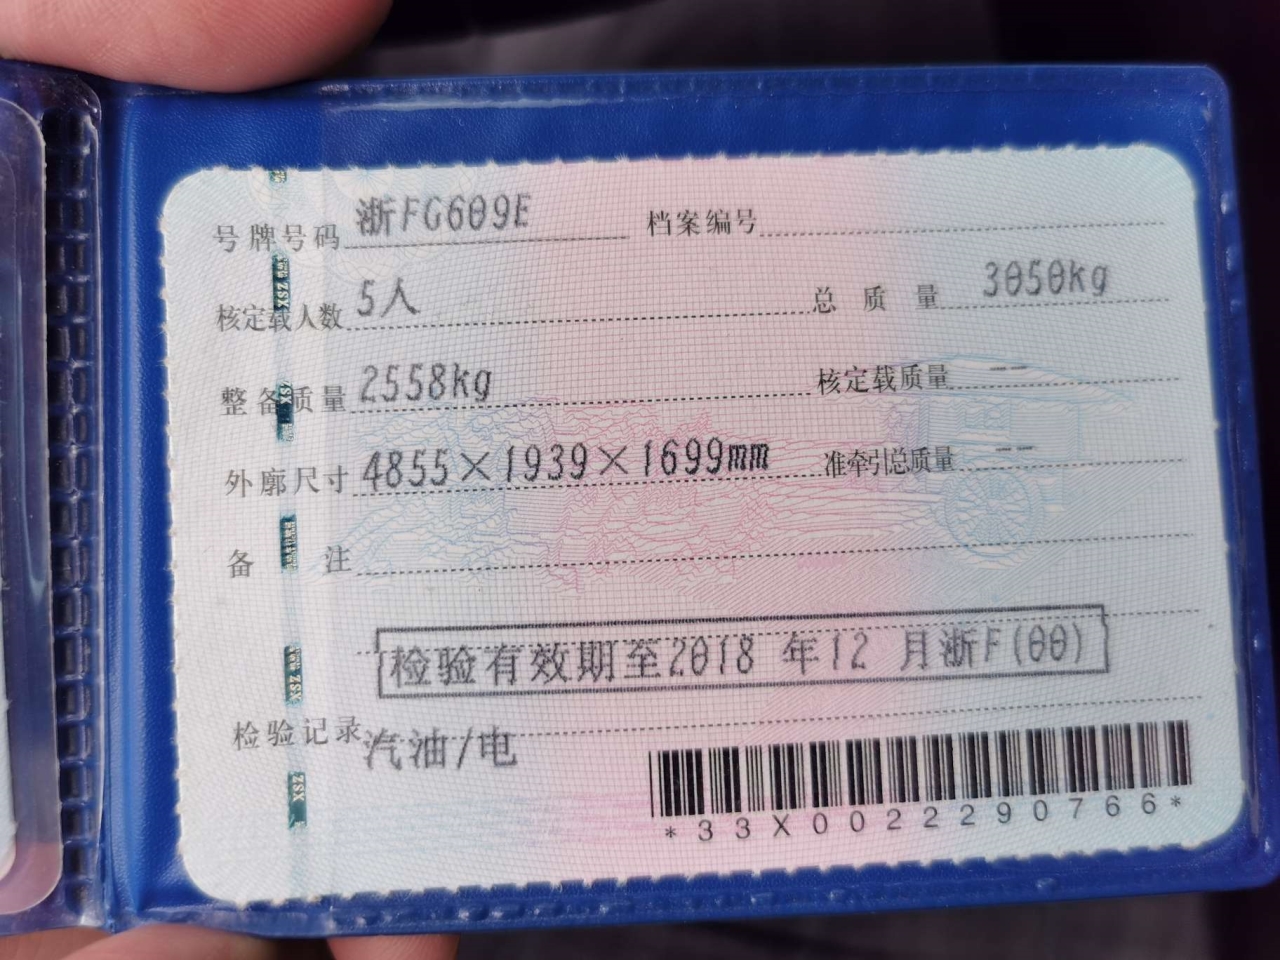 号牌号码 浙FG609E 档案编号
核定载人数 5人 总质量 3050kg
整备质量 2558kg 核定载质量 --
外廓尺寸 4855×1939×1699mm 准牵引总质量 --
备注
检验有效期至2018 年12 月浙F(00)
检验记录 汽油/电
*33X0022290766*
XSZ
XSZ
XSZ
XSZ